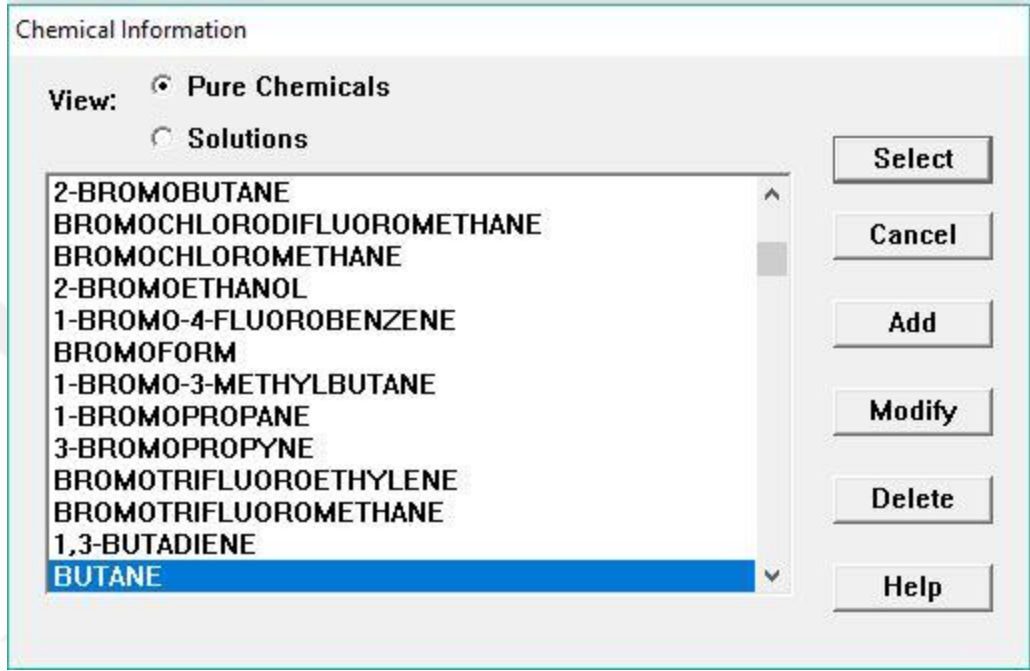 Chemical Information
View:
Pure Chemicals
Solutions
2-BROMOBUTANE
BROMOCHLORODIFLUOROMETHANE
BROMOCHLOROMETHANE
2-BROMOETHANOL
1-BROMO-4-FLUOROBENZENE
BROMOFORM
1-BROMO-3-METHYLBUTANE
1-BROMOPROPANE
3-BROMOPROPYNE
BROMOTRIFLUOROETHYLENE
BROMOTRIFLUOROMETHANE
1,3-BUTADIENE
BUTANE
Select
Cancel
Add
Modify
Delete
Help